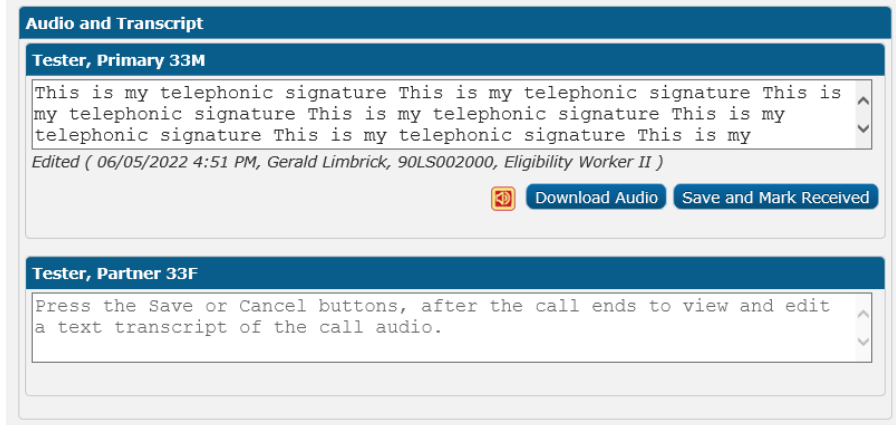 Audio and Transcript
Tester, Primary 33M
This is my telephonic signature This is my telephonic signature This is
my telephonic signature This is my telephonic signature This is my
telephonic signature This is my telephonic signature This is my
Edited ( 06/05/2022 4:51 PM, Gerald Limbrick, 90LS002000, Eligibility Worker II )
Download Audio Save and Mark Received
Tester, Partner 33F
Press the Save or Cancel buttons, after the call ends to view and edit
a text transcript of the call audio.